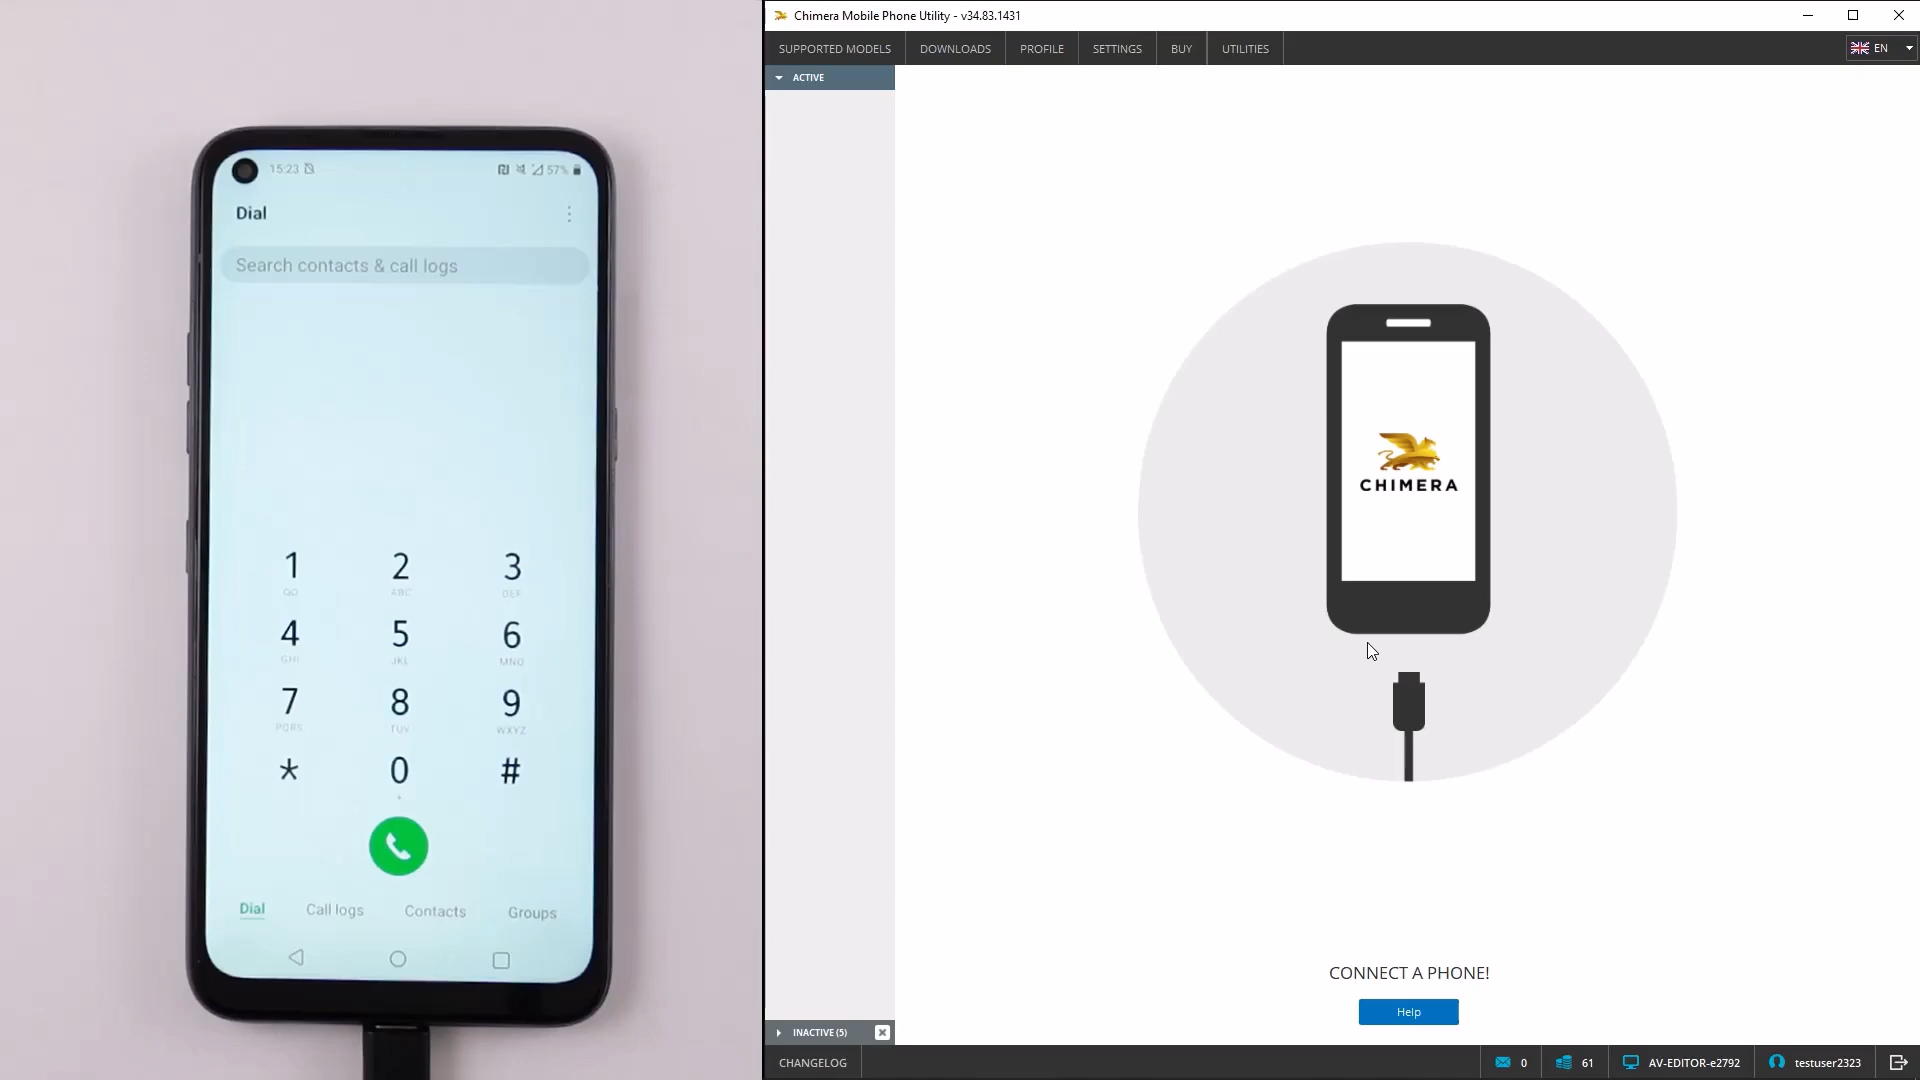 15:23
57%
Dial
Search contacts & call logs
1
2
3
ABC
DEF
4
5
6
GHI
JKL
MNO
7
8
9
PQRS
TUV
WXYZ
*
0
#
+
Dial
Call logs
Contacts
Groups
Chimera Mobile Phone Utility - v34.83.1431
SUPPORTED MODELS
DOWNLOADS
PROFILE
SETTINGS
BUY
UTILITIES
EN
ACTIVE
CHIMERA
CONNECT A PHONE!
Help
INACTIVE (5)
CHANGELOG
0
61
AV-EDITOR-e2792
testuser2323